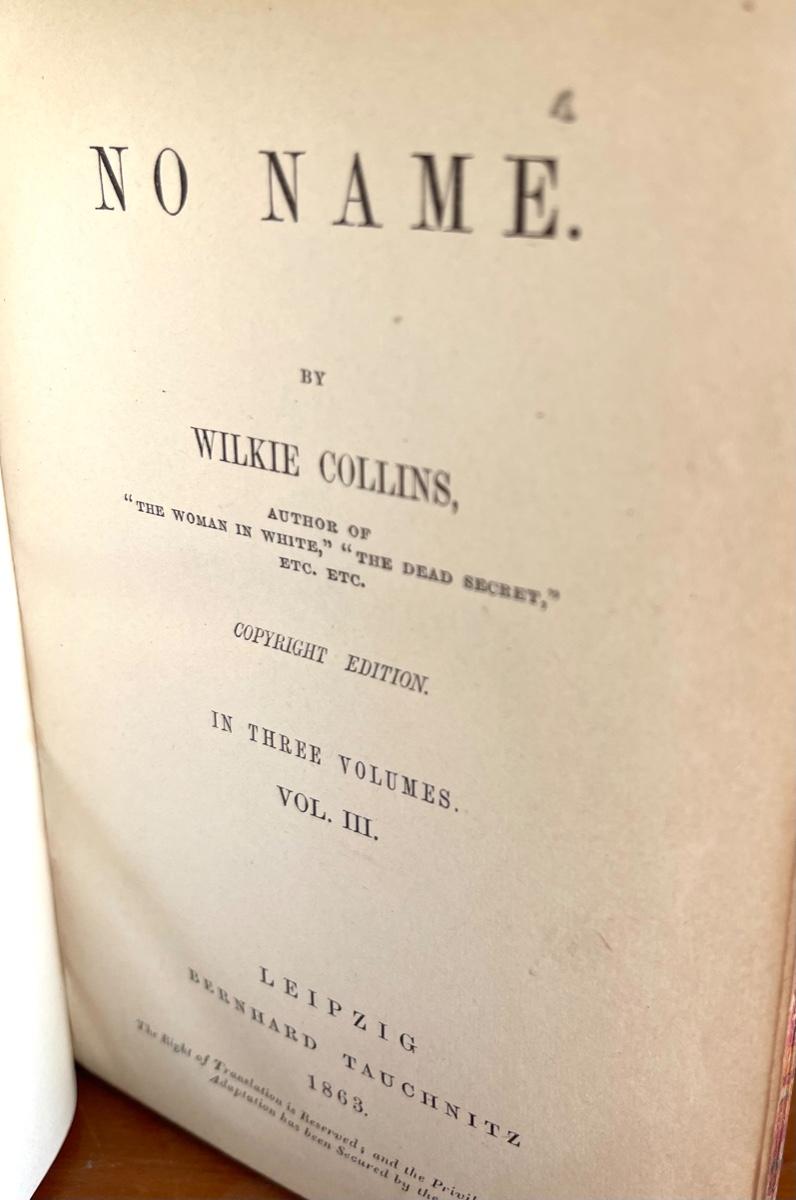 NO NAME.
BY
WILKIE COLLINS,
AUTHOR OF
"THE WOMAN IN WHITE," "THE DEAD SECRET,"
ETC. ETC.
COPYRIGHT EDITION.
IN THREE VOLUMES.
VOL. III.
LEIPZIG
BERNHARD TAUCHNITZ
1863.
The Right of Translation is Reserved; and the
Adaptation has been Secured by the